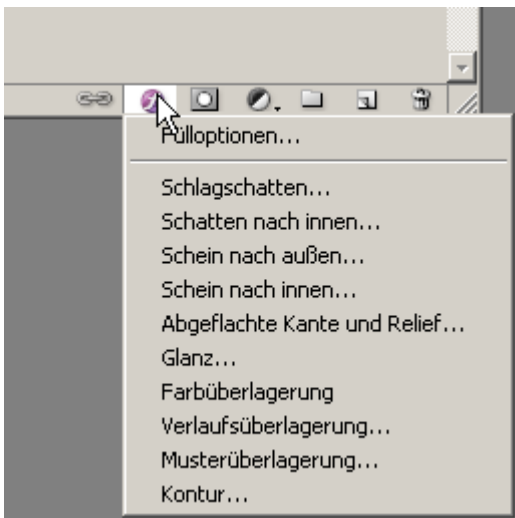 Fülloptionen...
Schlagschatten...
Schatten nach innen...
Schein nach außen...
Schein nach innen...
Abgeflachte Kante und Relief...
Glanz...
Farbüberlagerung
Verlaufsüberlagerung...
Musterüberlagerung...
Kontur...